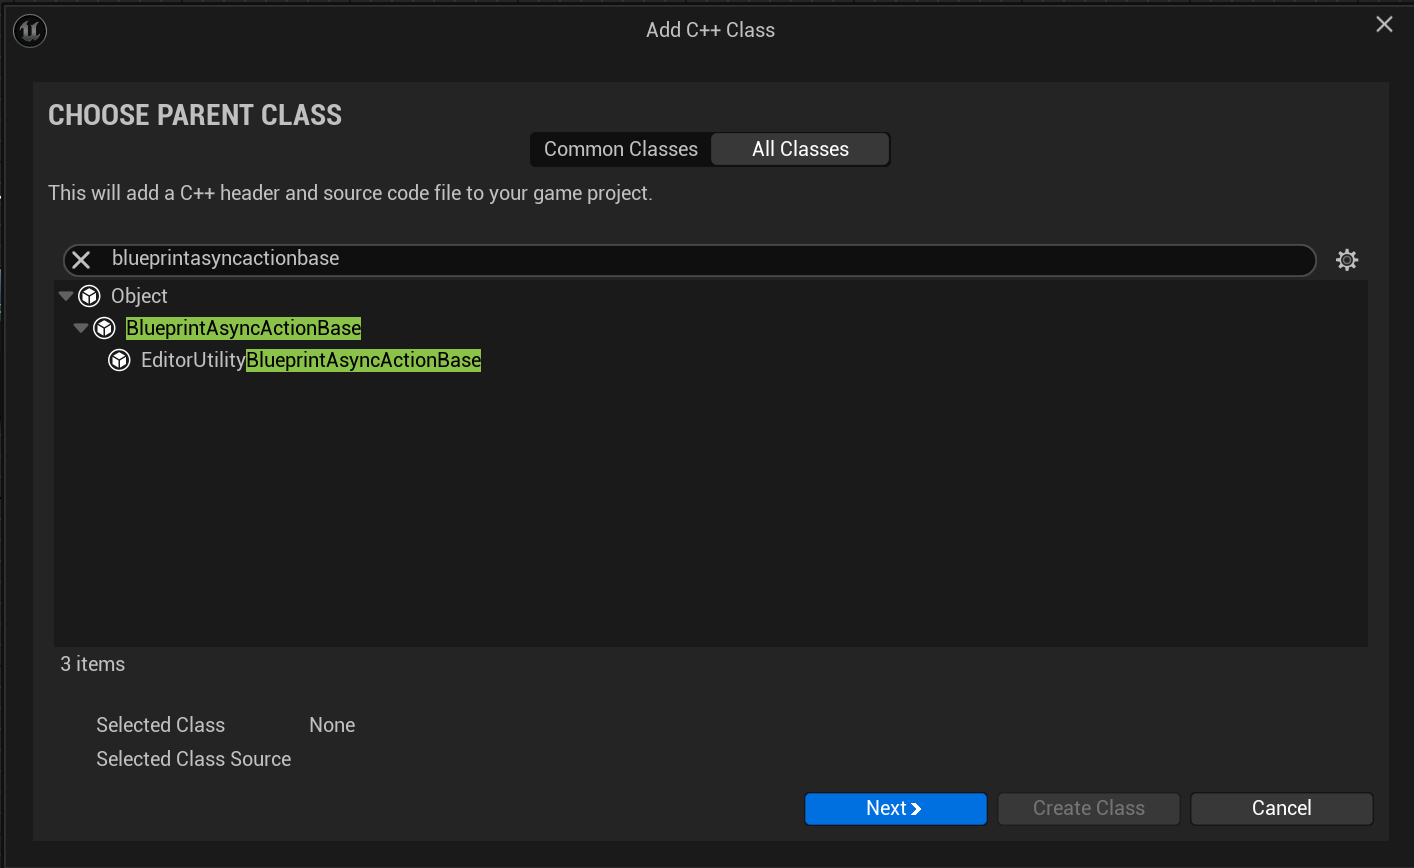 Add C++ Class
CHOOSE PARENT CLASS
Common Classes
All Classes
This will add a C++ header and source code file to your game project.
blueprintasyncactionbase
Object
BlueprintAsyncActionBase
EditorUtilityBlueprintAsyncActionBase
3 items
Selected Class None
Selected Class Source
Next
Create Class
Cancel